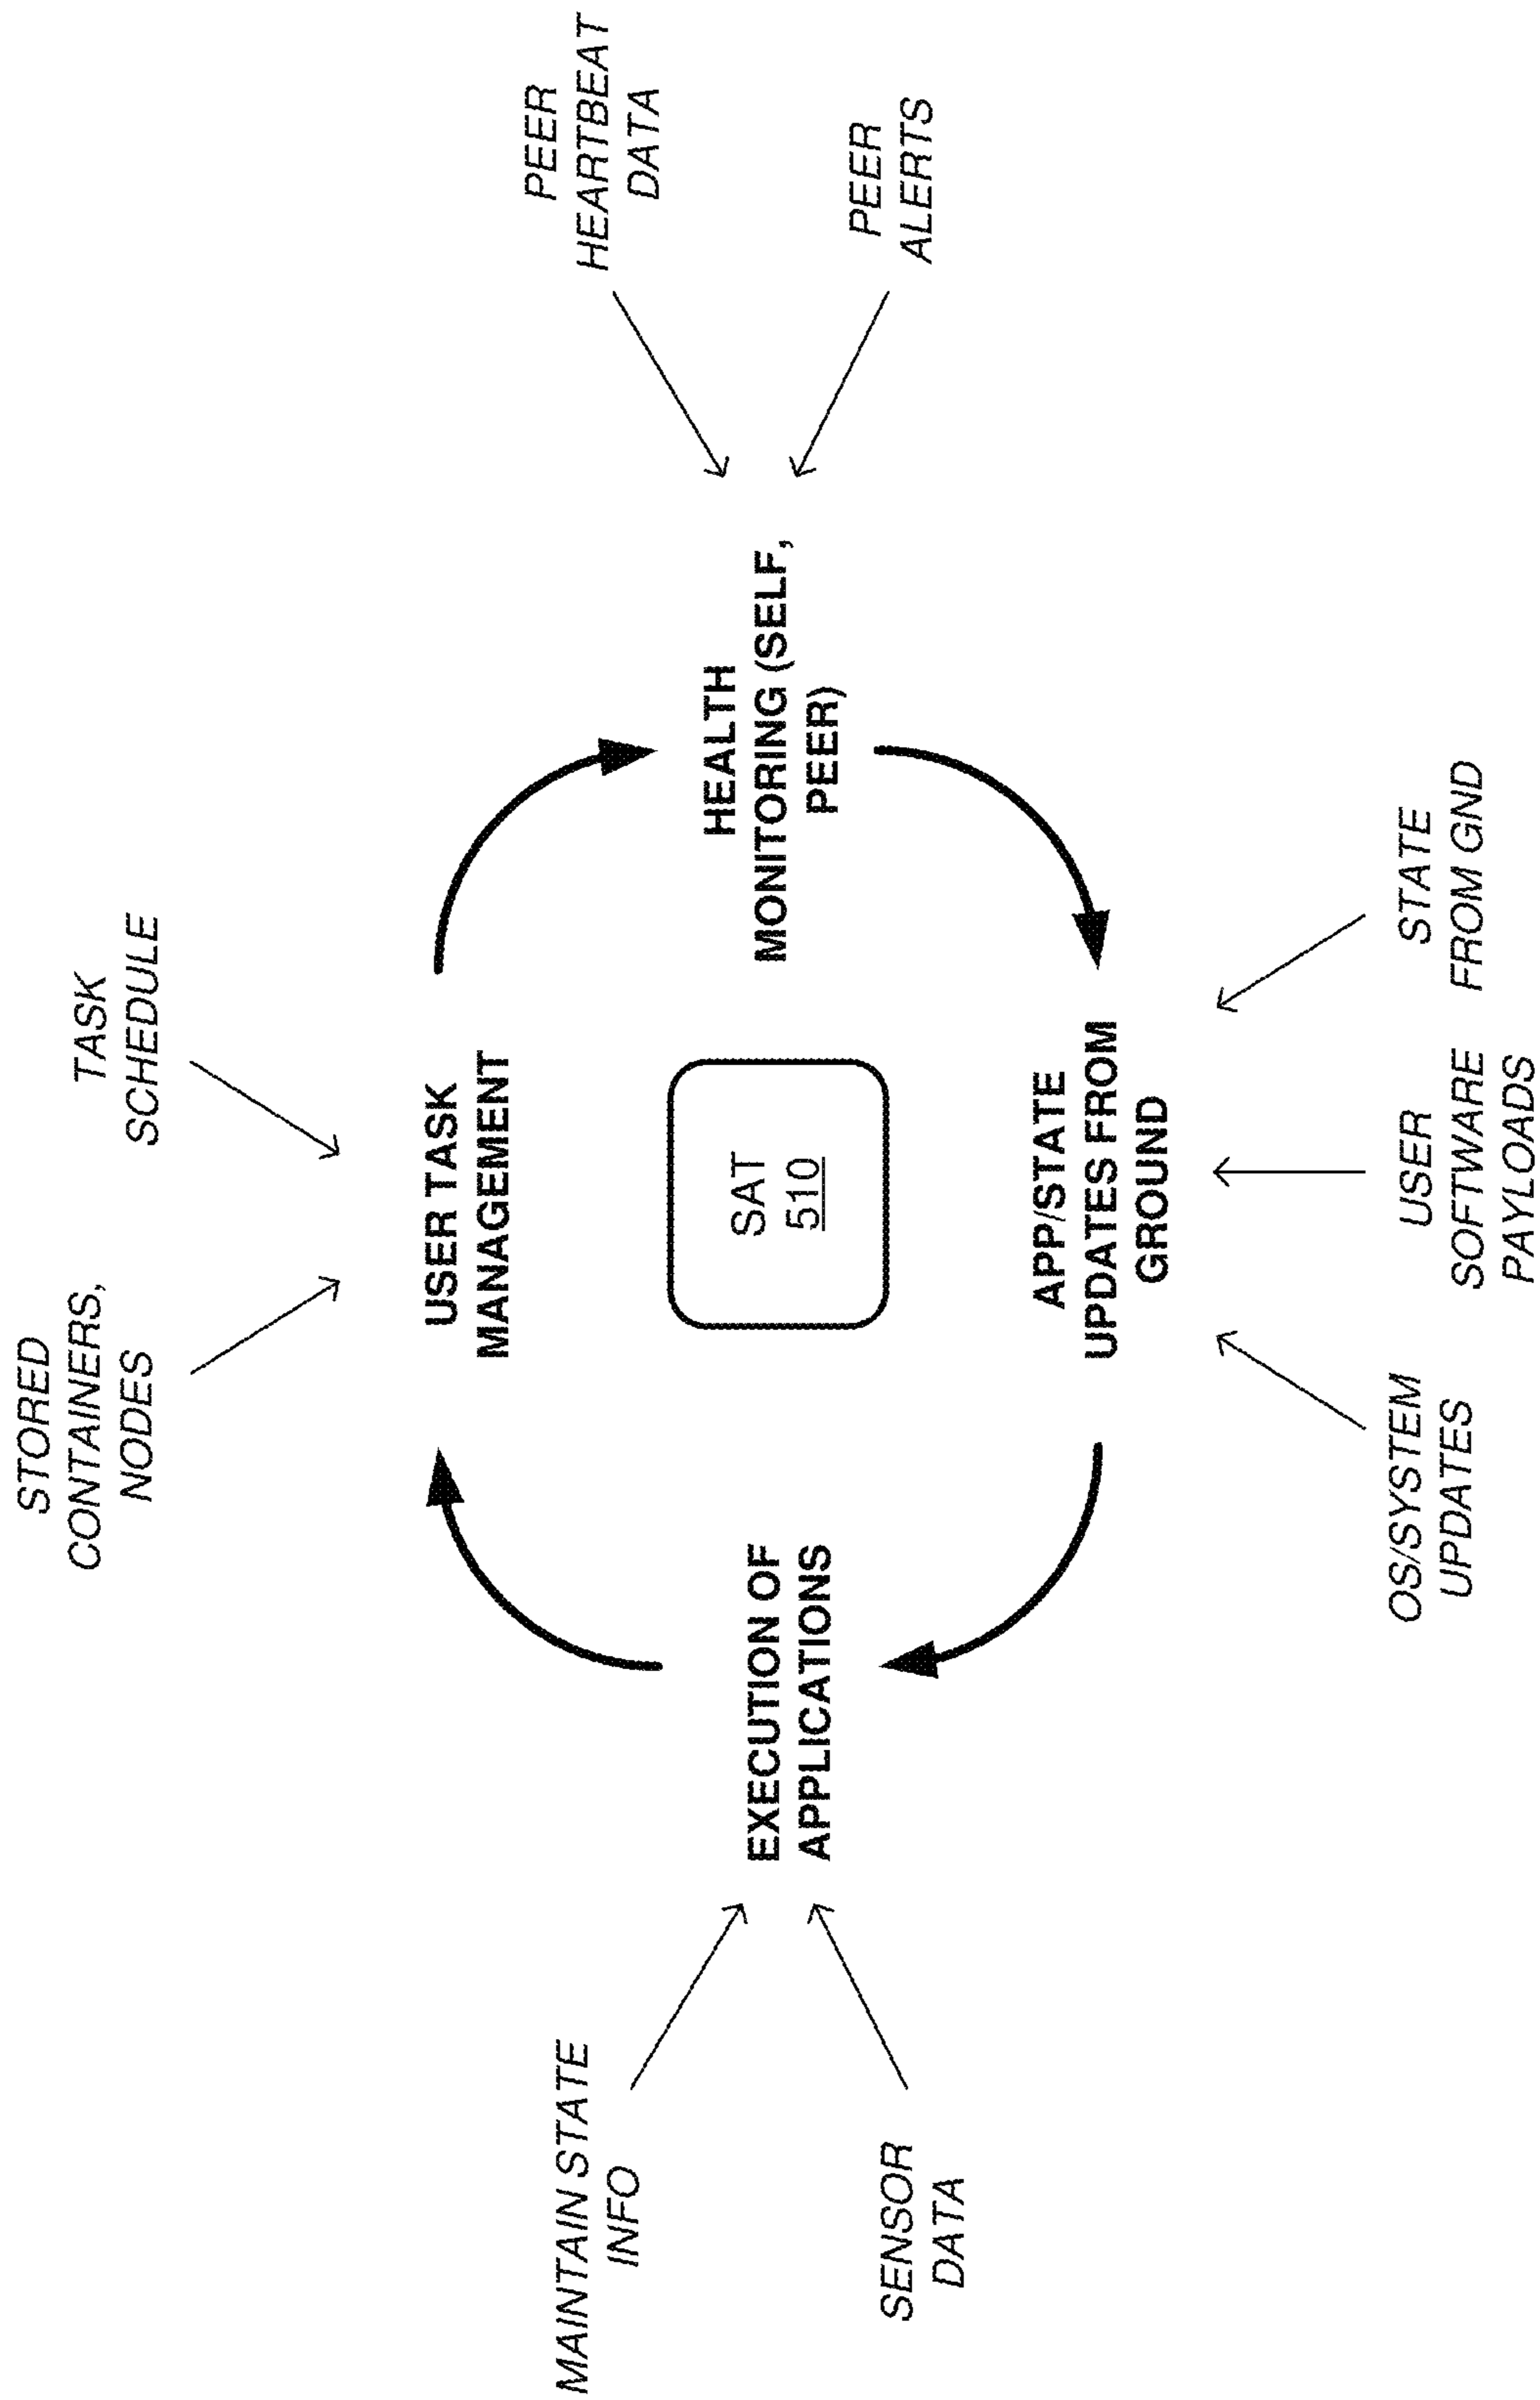 STORED
CONTAINERS,
NODES
TASK
SCHEDULE
USER TASK
MANAGEMENT
MAINTAIN STATE
INFO
SENSOR
DATA
EXECUTION OF
APPLICATIONS
SAT
510
HEALTH
MONITORING (SELF,
PEER)
PEER
HEARTBEAT
DATA
PEER
ALERTS
APP/STATE
UPDATES FROM
GROUND
OS/SYSTEM
UPDATES
USER
SOFTWARE
PAYLOADS
STATE
FROM GND